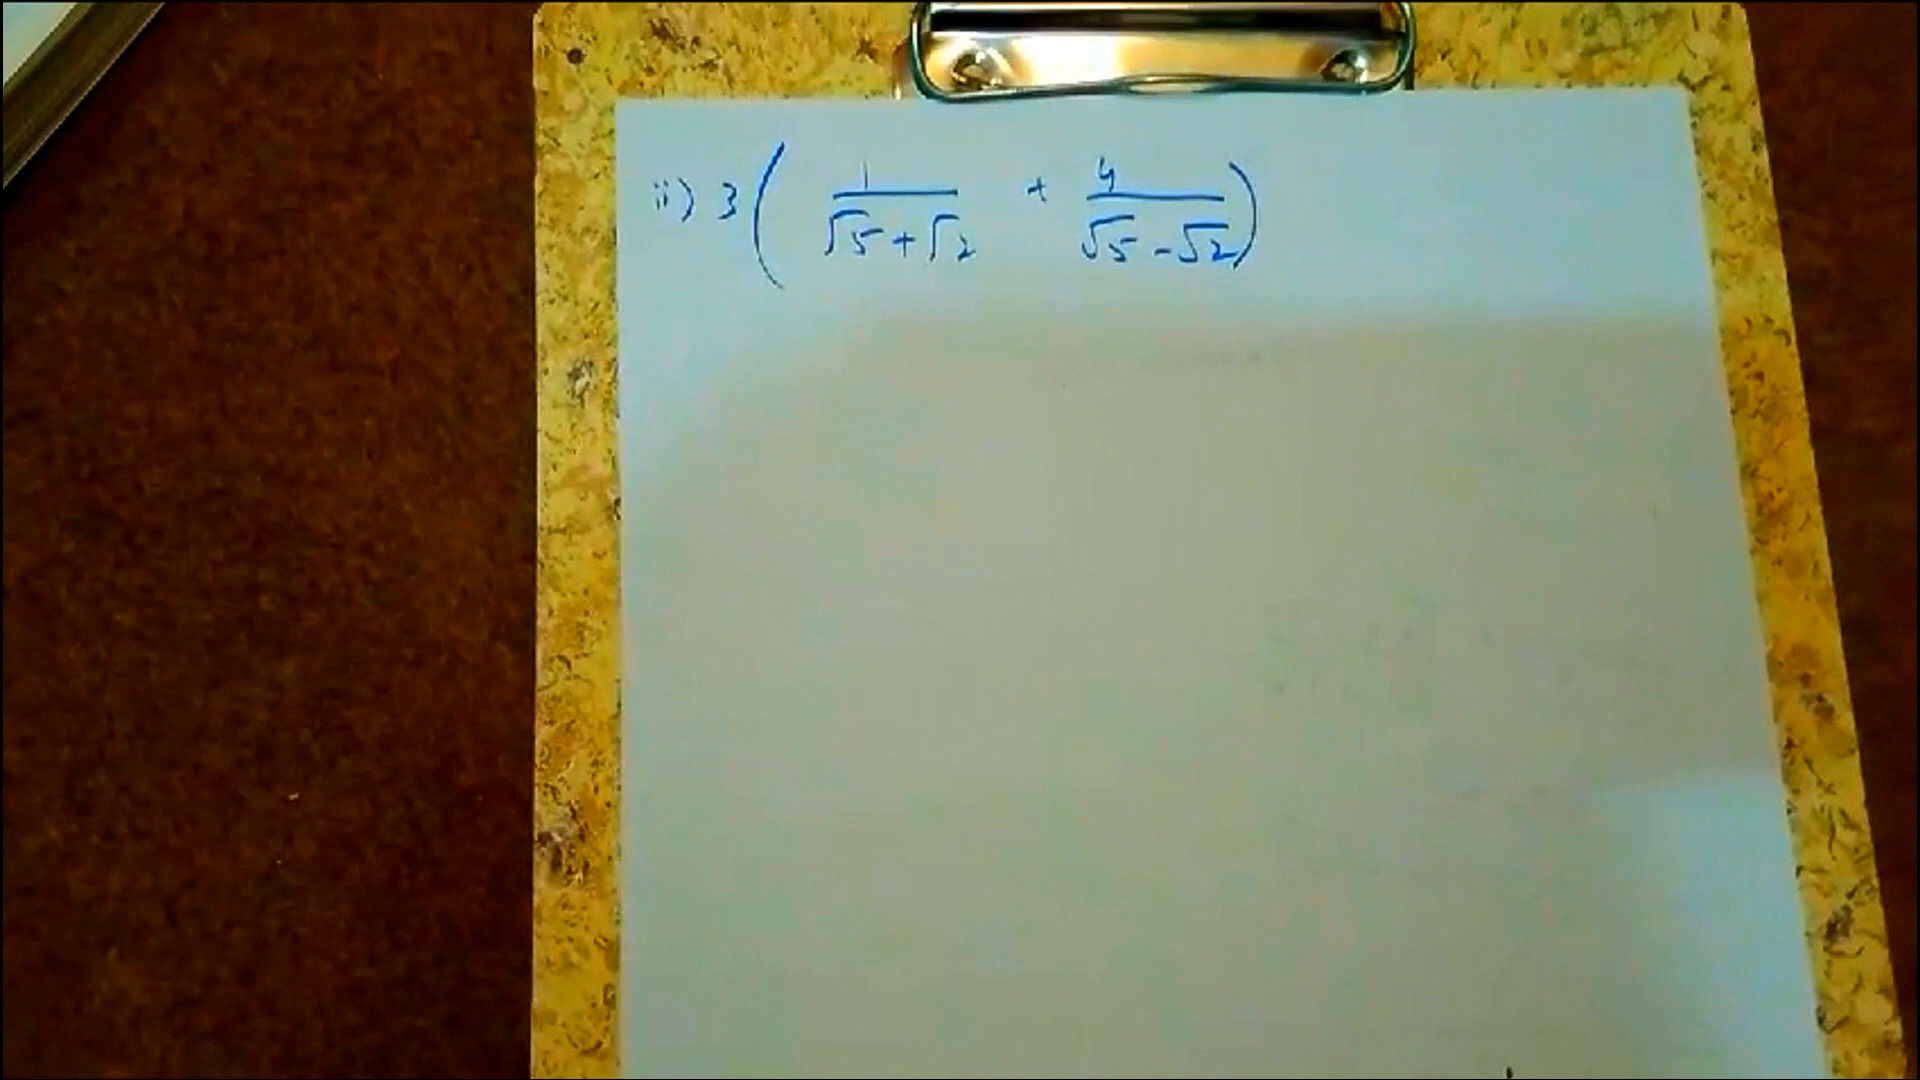 ii) 3 ( 1/(√5+√2) + 4/(√5-√2) )